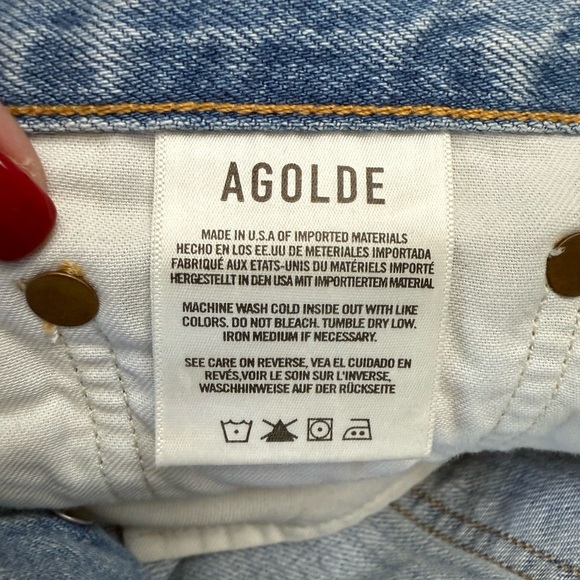 AGOLDE
MADE IN U.S.A OF IMPORTED MATERIALS
HECHO EN LOS EE.UU DE METERIALES IMPORTADA
FABRIQUÉ AUX ETATS-UNIS DU MATÉRIELS IMPORTÉ
HERGESTELLT IN DEN USA MIT IMPORTIERTEM MATERIAL
MACHINE WASH COLD INSIDE OUT WITH LIKE
COLORS. DO NOT BLEACH. TUMBLE DRY LOW.
IRON MEDIUM IF NECESSARY.
SEE CARE ON REVERSE, VEA EL CUIDADO EN
REVÉS,VOIR LE SOIN SUR L'INVERSE,
WASCHHINWEISE AUF DER RÜCKSEITE